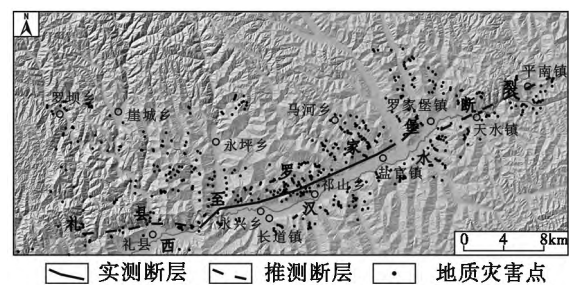 N
平南镇
罗坝乡
崖城乡
马河乡
罗家堡镇
断
裂
天水镇
永坪乡
家
堡
水
罗
盐官镇
祁山乡
礼
县
至
汉
永兴乡
长道镇
礼县
西
0 4 8km
实测断层 推测断层 地质灾害点